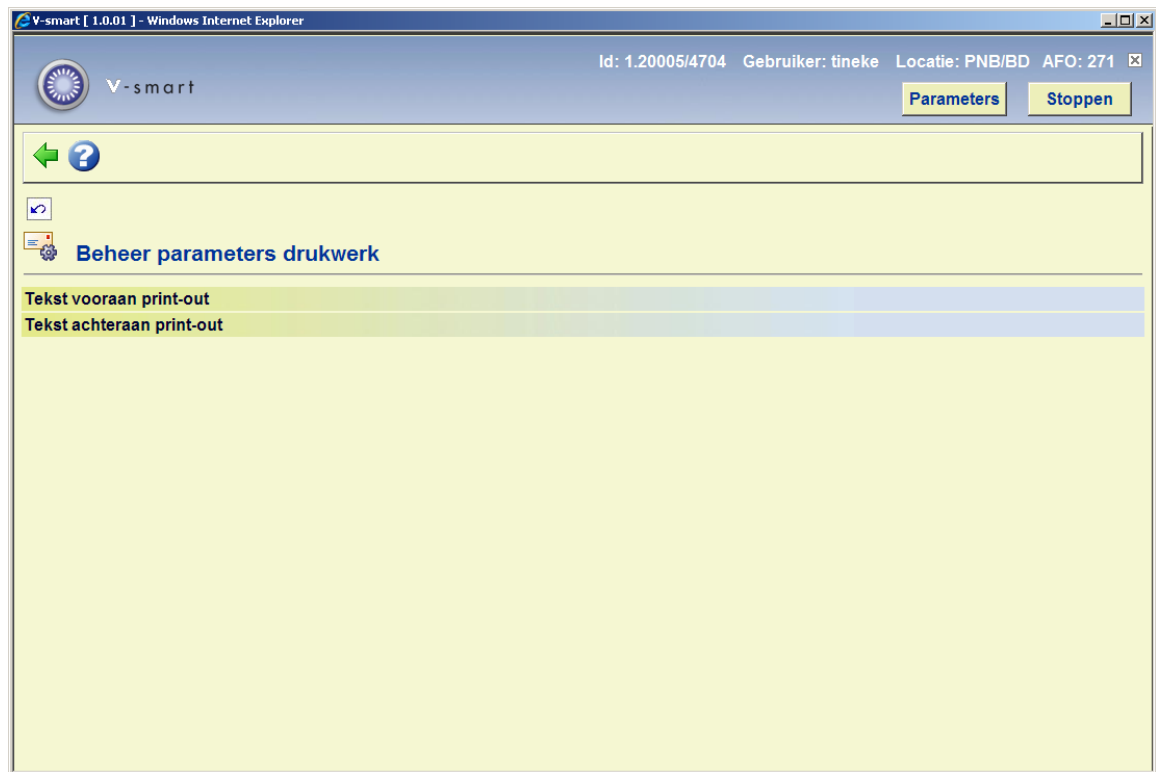 V-smart [ 1.0.01 ] - Windows Internet Explorer
Id: 1.20005/4704 Gebruiker: tineke Locatie: PNB/BD AFO: 271
V-smart
Parameters Stoppen
Beheer parameters drukwerk
Tekst vooraan print-out
Tekst achteraan print-out